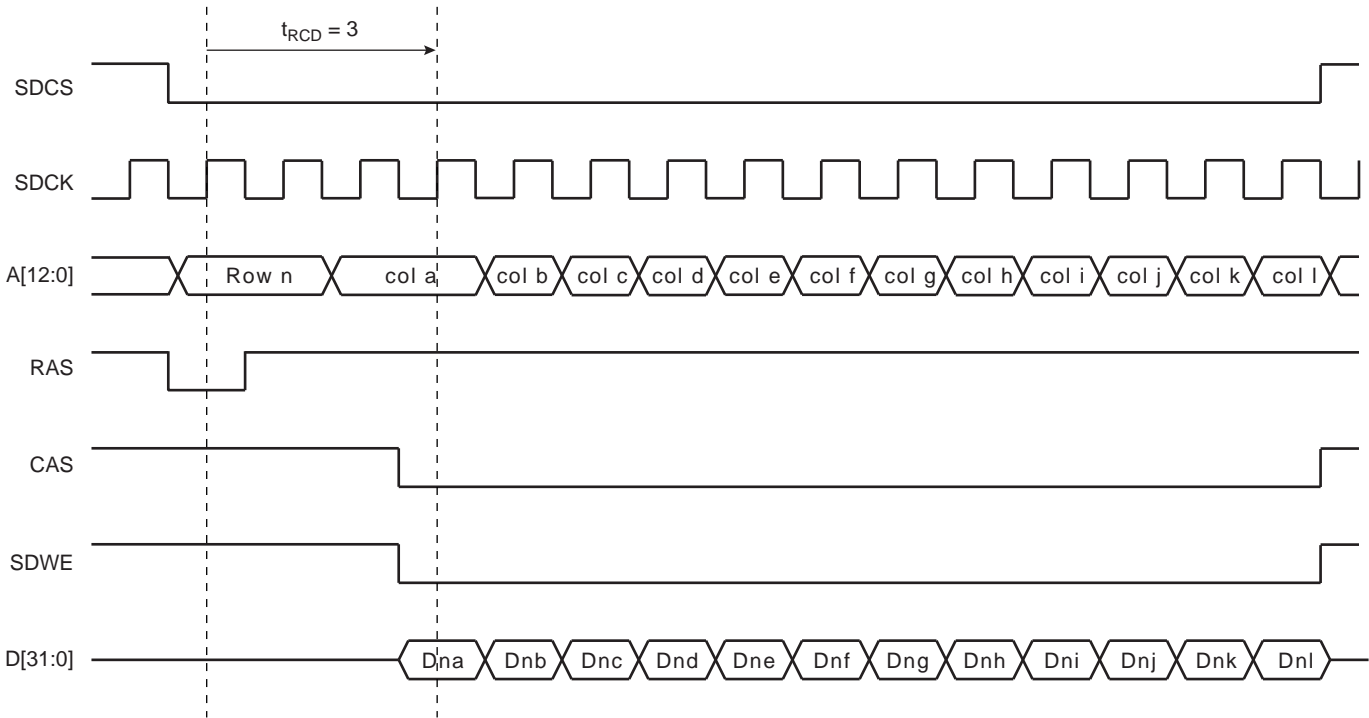 tRCD = 3
SDCS
SDCK
A[12:0] Row n col a col b col c col d col e col f col g col h col i col j col k col l
RAS
CAS
SDWE
D[31:0] Dna Dnb Dnc Dnd Dne Dnf Dng Dnh Dni Dnj Dnk Dnl